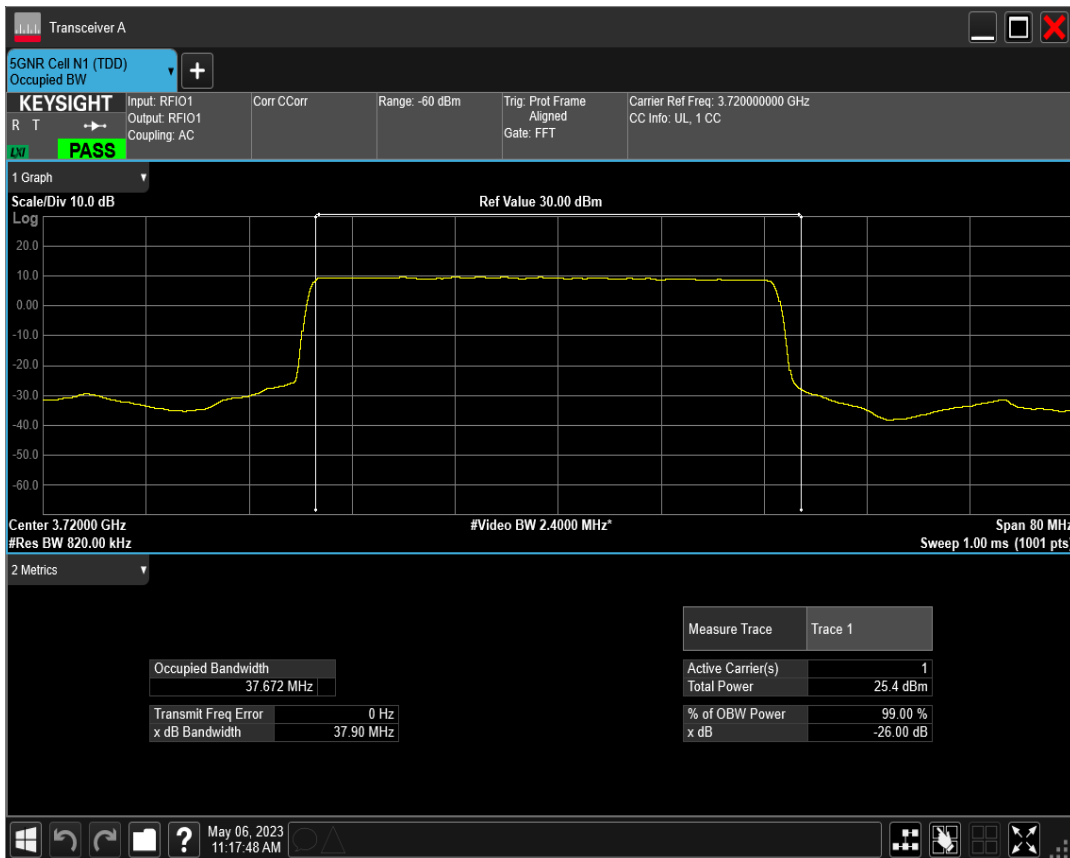 Transceiver A
5GNR Cell N1 (TDD)
Occupied BW
+
KEYSIGHT
R T
LXI
PASS
Input: RFIO1
Output: RFIO1
Coupling: AC
Corr CCorr
Range: -60 dBm
Trig: Prot Frame
Aligned
Gate: FFT
Carrier Ref Freq: 3.720000000 GHz
CC Info: UL, 1 CC
1 Graph
Scale/Div 10.0 dB
Ref Value 30.00 dBm
Log
20.0
10.0
0.00
-10.0
-20.0
-30.0
-40.0
-50.0
-60.0
Center 3.72000 GHz
#Video BW 2.4000 MHz*
Span 80 MHz
#Res BW 820.00 kHz
Sweep 1.00 ms (1001 pts)
2 Metrics
Measure Trace Trace 1
Occupied Bandwidth
37.672 MHz
Active Carrier(s) 1
Total Power 25.4 dBm
Transmit Freq Error 0 Hz
x dB Bandwidth 37.90 MHz
% of OBW Power 99.00 %
x dB -26.00 dB
?
May 06, 2023
11:17:48 AM